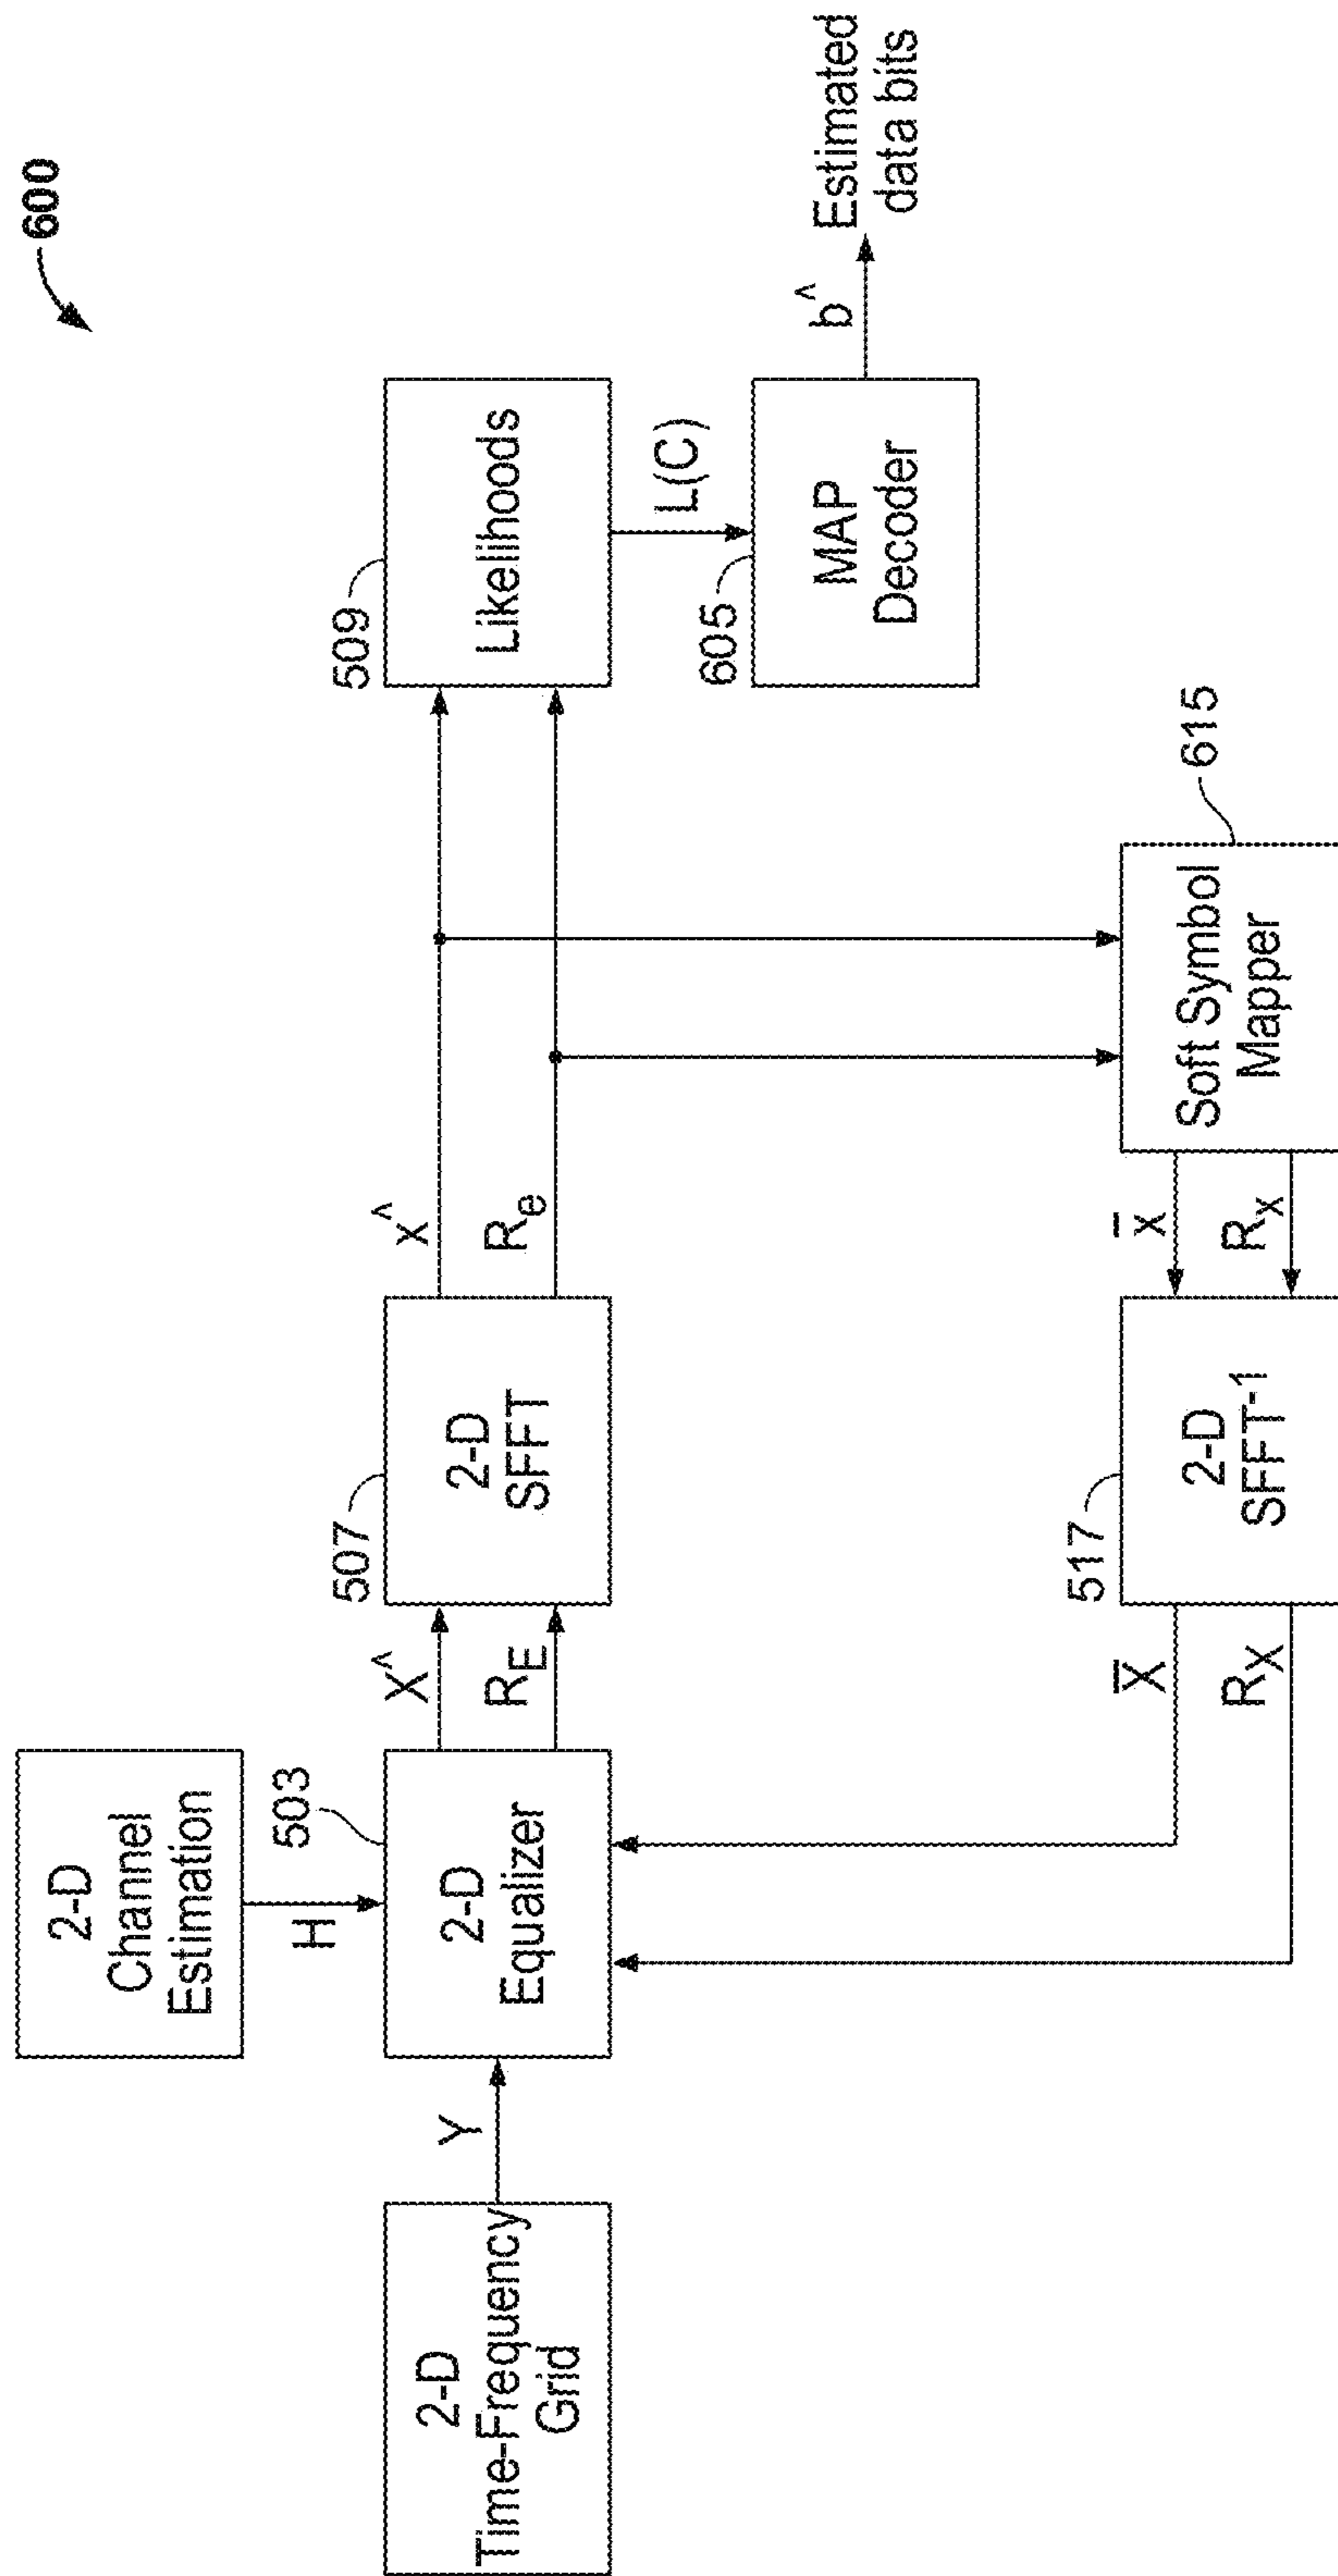 600
2-D
Channel
Estimation
H
503
507
509
2-D
Time-Frequency
Grid
Y
2-D
Equalizer
X^
R_E
2-D
SFFT
x^
R_e
Likelihoods
L(C)
605
MAP
Decoder
b^
Estimated
data bits
615
Soft Symbol
Mapper
x̄
R_x
517
2-D
SFFT-1
X̄
R_X